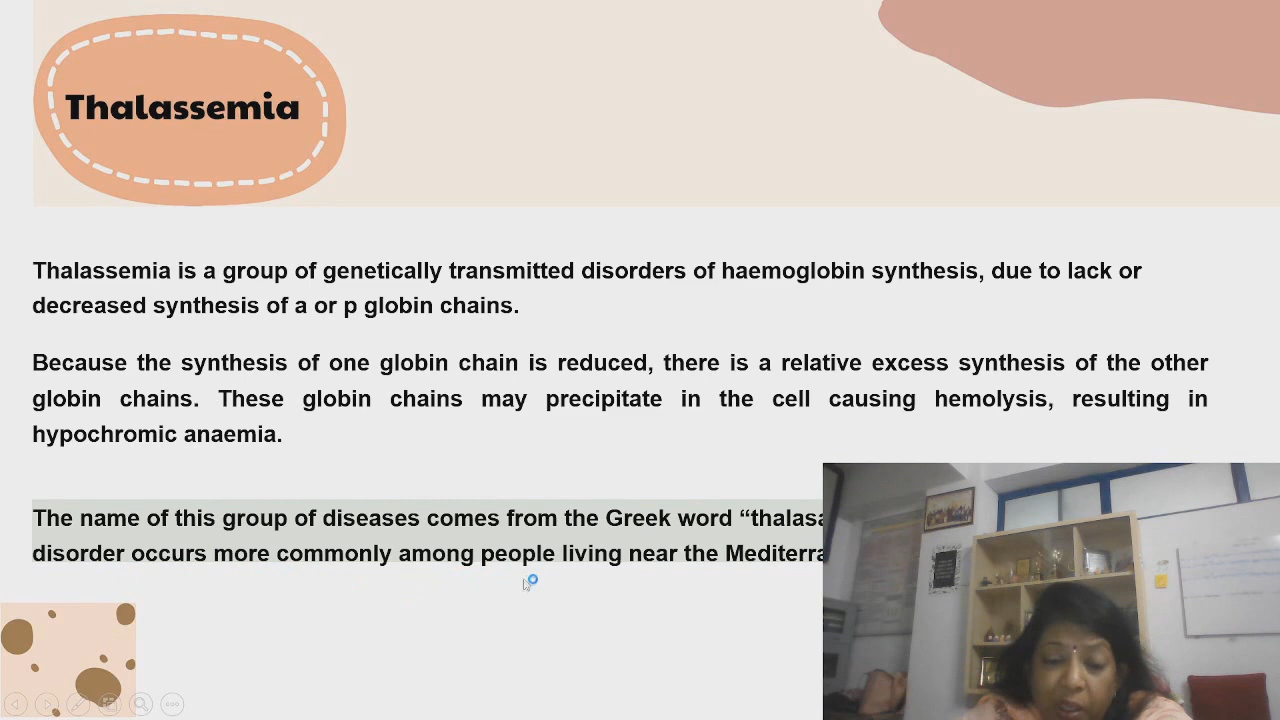 Thalassemia
Thalassemia is a group of genetically transmitted disorders of haemoglobin synthesis, due to lack or
decreased synthesis of a or p globin chains.
Because the synthesis of one globin chain is reduced, there is a relative excess synthesis of the other
globin chains. These globin chains may precipitate in the cell causing hemolysis, resulting in
hypochromic anaemia.
The name of this group of diseases comes from the Greek word “thalasa
disorder occurs more commonly among people living near the Mediterra